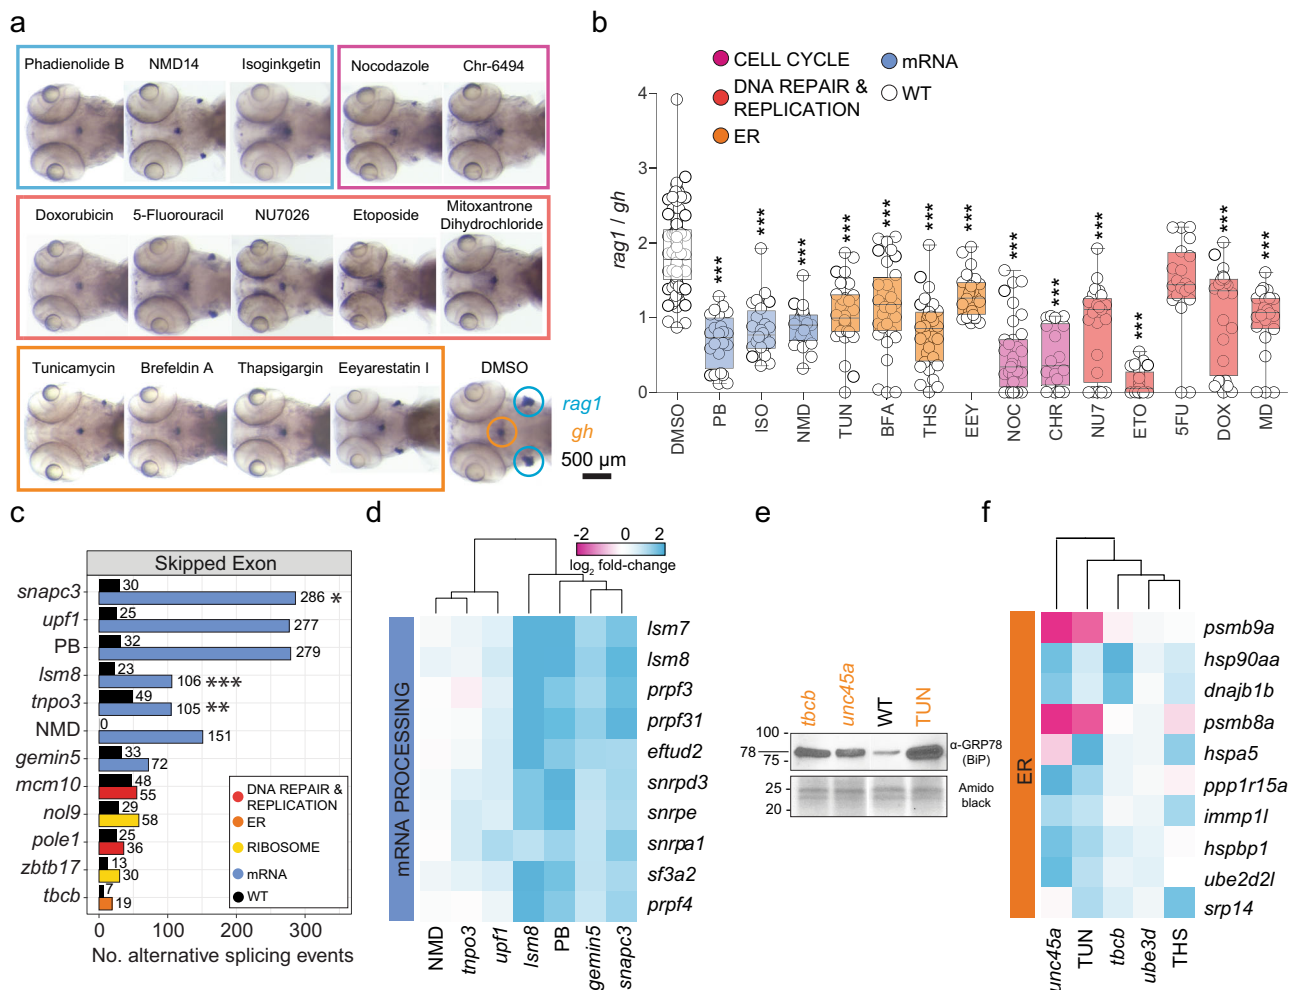 a
Phadienolide B NMD14 Isoginkgetin
Nocodazole Chr-6494
Doxorubicin 5-Fluorouracil NU7026 Etoposide Mitoxantrone
Dihydrochloride
Tunicamycin Brefeldin A Thapsigargin Eeyarestatin I DMSO
rag1
gh
500 µm
b
CELL CYCLE
DNA REPAIR &
REPLICATION
ER
mRNA
WT
rag1 / gh
4
3
2
1
0
*** *** *** *** *** *** *** *** *** *** *** *** ***
DMSO PB ISO NMD TUN BFA THS EEY NOC CHR NU7 ETO 5FU DOX MD
c
Skipped Exon
snapc3 30
286 *
upf1 25
277
PB 32
279
lsm8 23
106 ***
tnpo3 49
105 **
NMD 0
151
gemin5 33
72
mcm10 48
55
nol9 29
58
pole1 25
36
zbtb17 13
30
tbcb 7
19
DNA REPAIR &
REPLICATION
ER
RIBOSOME
mRNA
WT
0 100 200 300
No. alternative splicing events
d
-2 0 2
log2 fold-change
mRNA PROCESSING
lsm7
lsm8
prpf3
prpf31
eftud2
snrpd3
snrpe
snrpa1
sf3a2
prpf4
NMD tnpo3 upf1 lsm8 PB gemin5 snapc3
e
tbcb unc45a WT TUN
100
78
75
α-GRP78
(BiP)
25
20
Amido
black
f
ER
psmb9a
hsp90aa
dnajb1b
psmb8a
hspa5
ppp1r15a
immp1l
hspbp1
ube2d2l
srp14
unc45a TUN tbcb ube3d THS